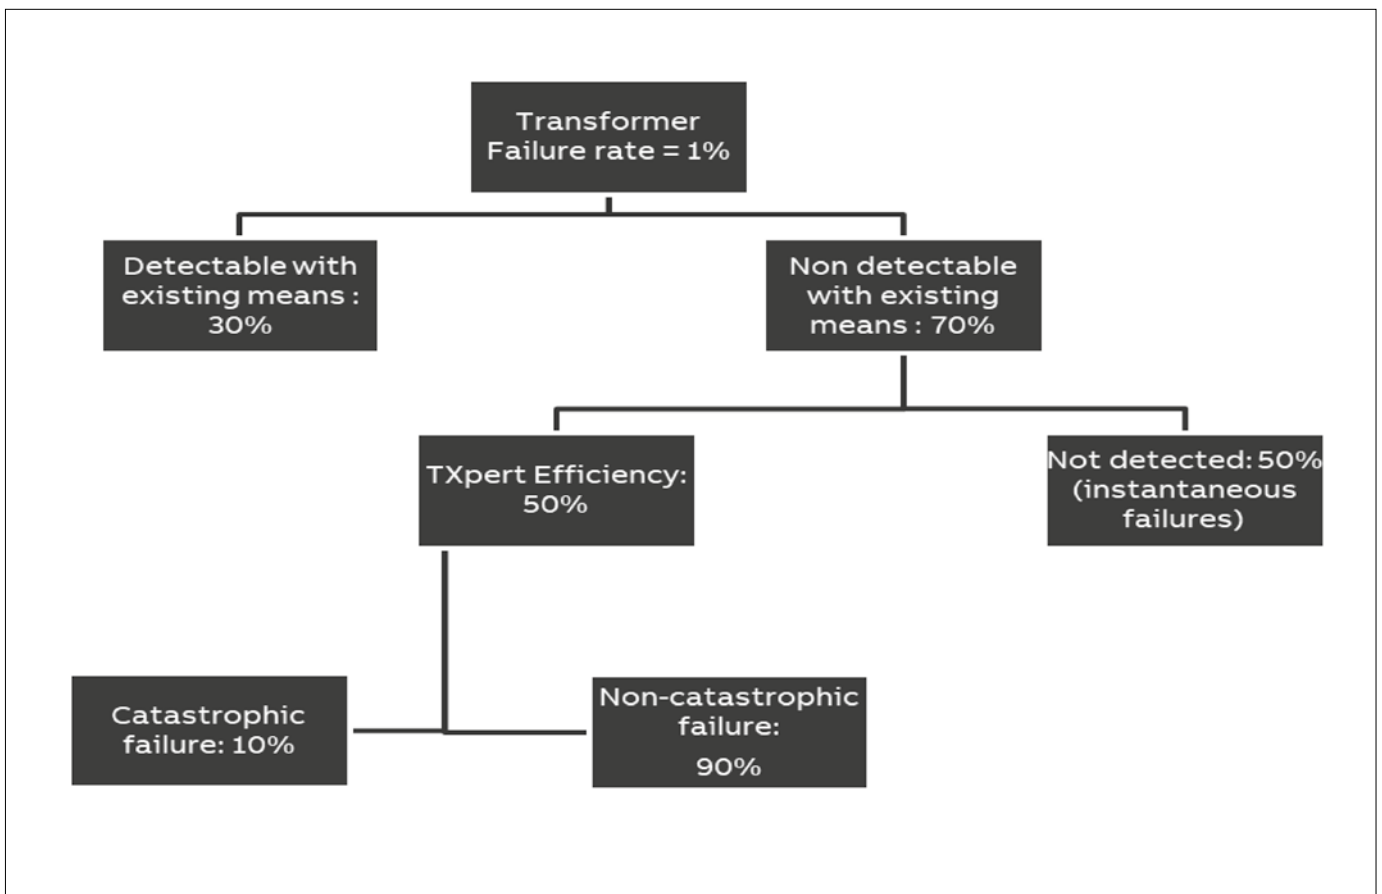 Transformer
Failure rate = 1%
Detectable with
existing means :
30%
Non detectable
with existing
means : 70%
TXpert Efficiency:
50%
Not detected: 50%
(instantaneous
failures)
Catastrophic
failure: 10%
Non-catastrophic
failure:
90%